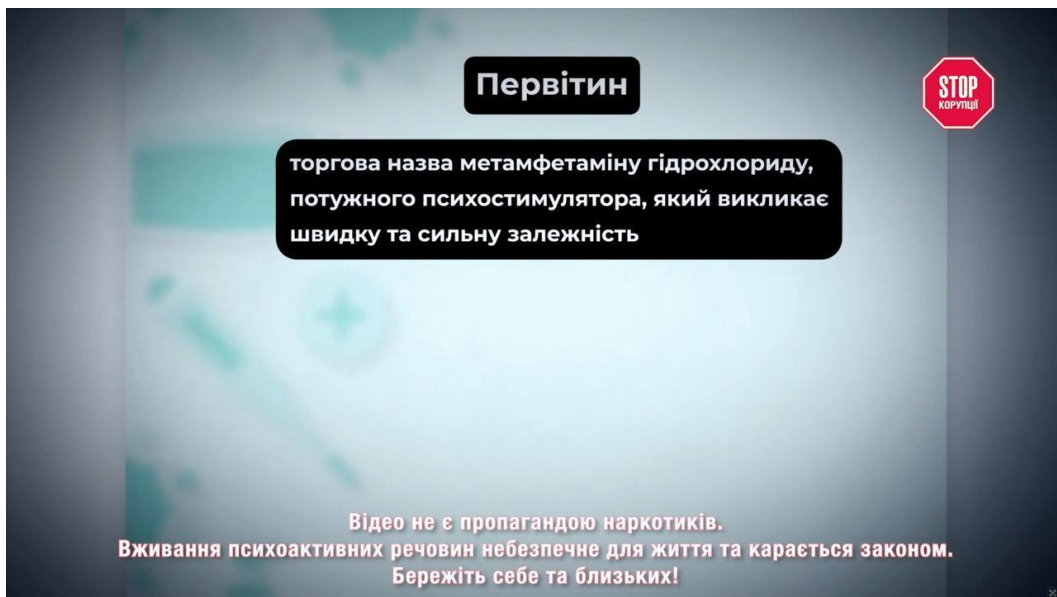 Первітин
STOP
КОРУПЦІЇ
торгова назва метамфетаміну гідрохлориду,
потужного психостимулятора, який викликає
швидку та сильну залежність
Відео не є пропагандою наркотиків.
Вживання психоактивних речовин небезпечне для життя та карається законом.
Бережіть себе та близьких!